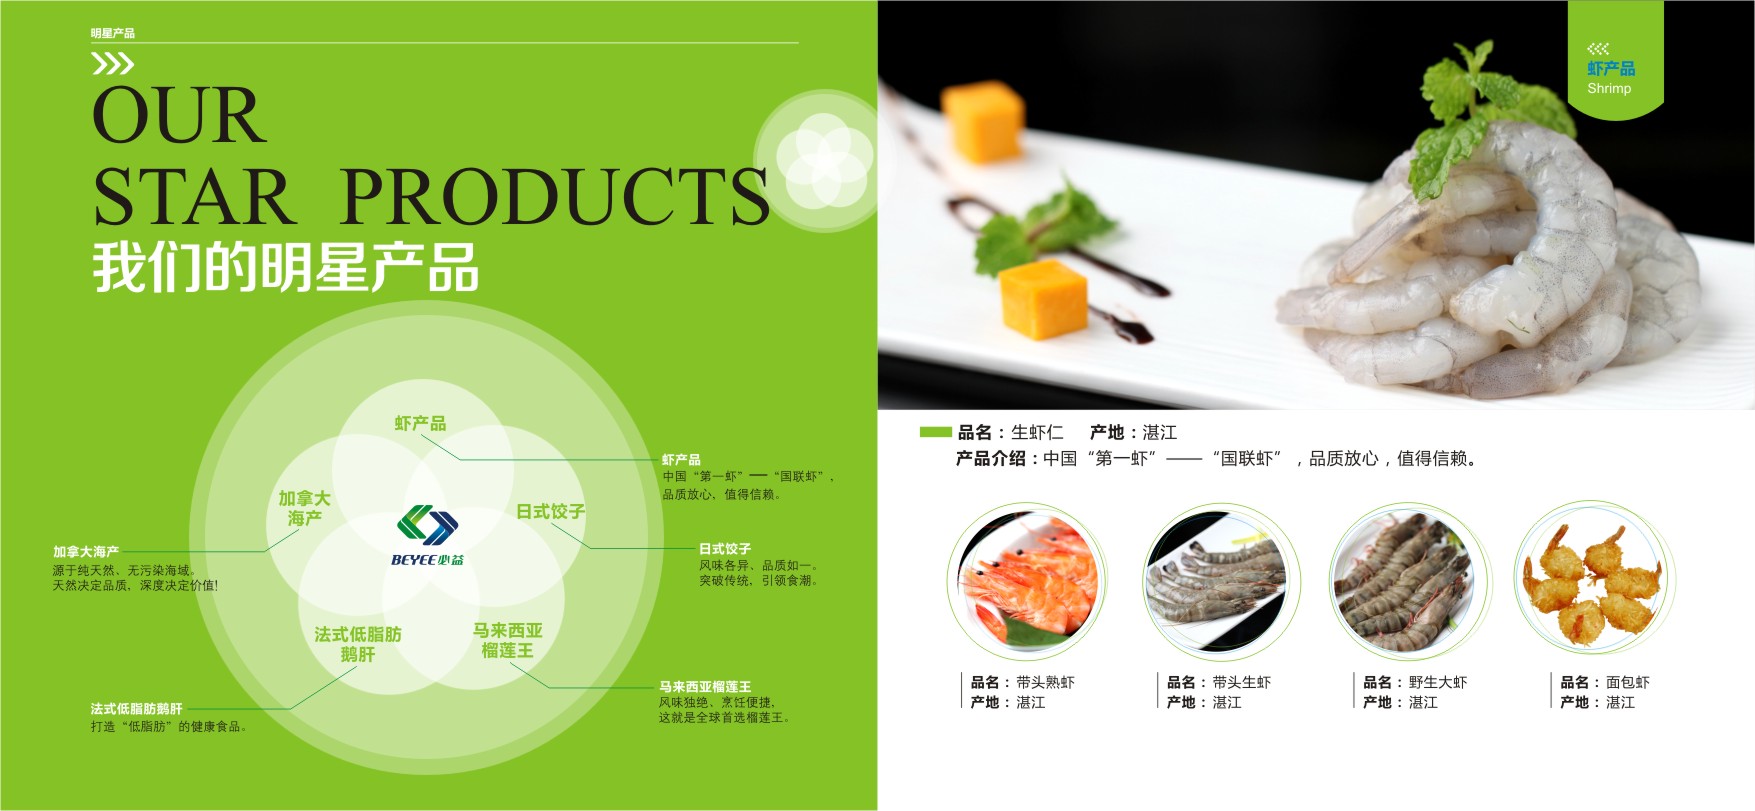 明星产品
OUR
STAR PRODUCTS
我们的明星产品
虾产品
加拿大
海产
日式饺子
法式低脂肪
鹅肝
马来西亚
榴莲王
BEYEE必益
虾产品
中国“第一虾”——“国联虾”，
品质放心，值得信赖。
日式饺子
风味各异、品质如一。
突破传统，引领食潮。
马来西亚榴莲王
风味独绝、烹饪便捷，
这就是全球首选榴莲王。
加拿大海产
源于纯天然、无污染海域。
天然决定品质，深度决定价值!
法式低脂肪鹅肝
打造“低脂肪”的健康食品。
虾产品
Shrimp
品名：生虾仁 产地：湛江
产品介绍：中国“第一虾”——“国联虾”，品质放心，值得信赖。
品名：带头熟虾
产地：湛江
品名：带头生虾
产地：湛江
品名：野生大虾
产地：湛江
品名：面包虾
产地：湛江